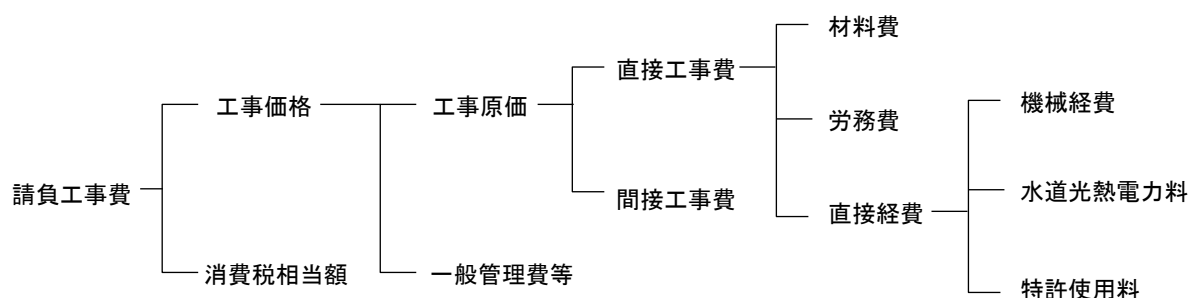 材料費
直接工事費
工事価格
工事原価
機械経費
労務費
請負工事費
間接工事費
水道光熱電力料
直接経費
消費税相当額
一般管理費等
特許使用料